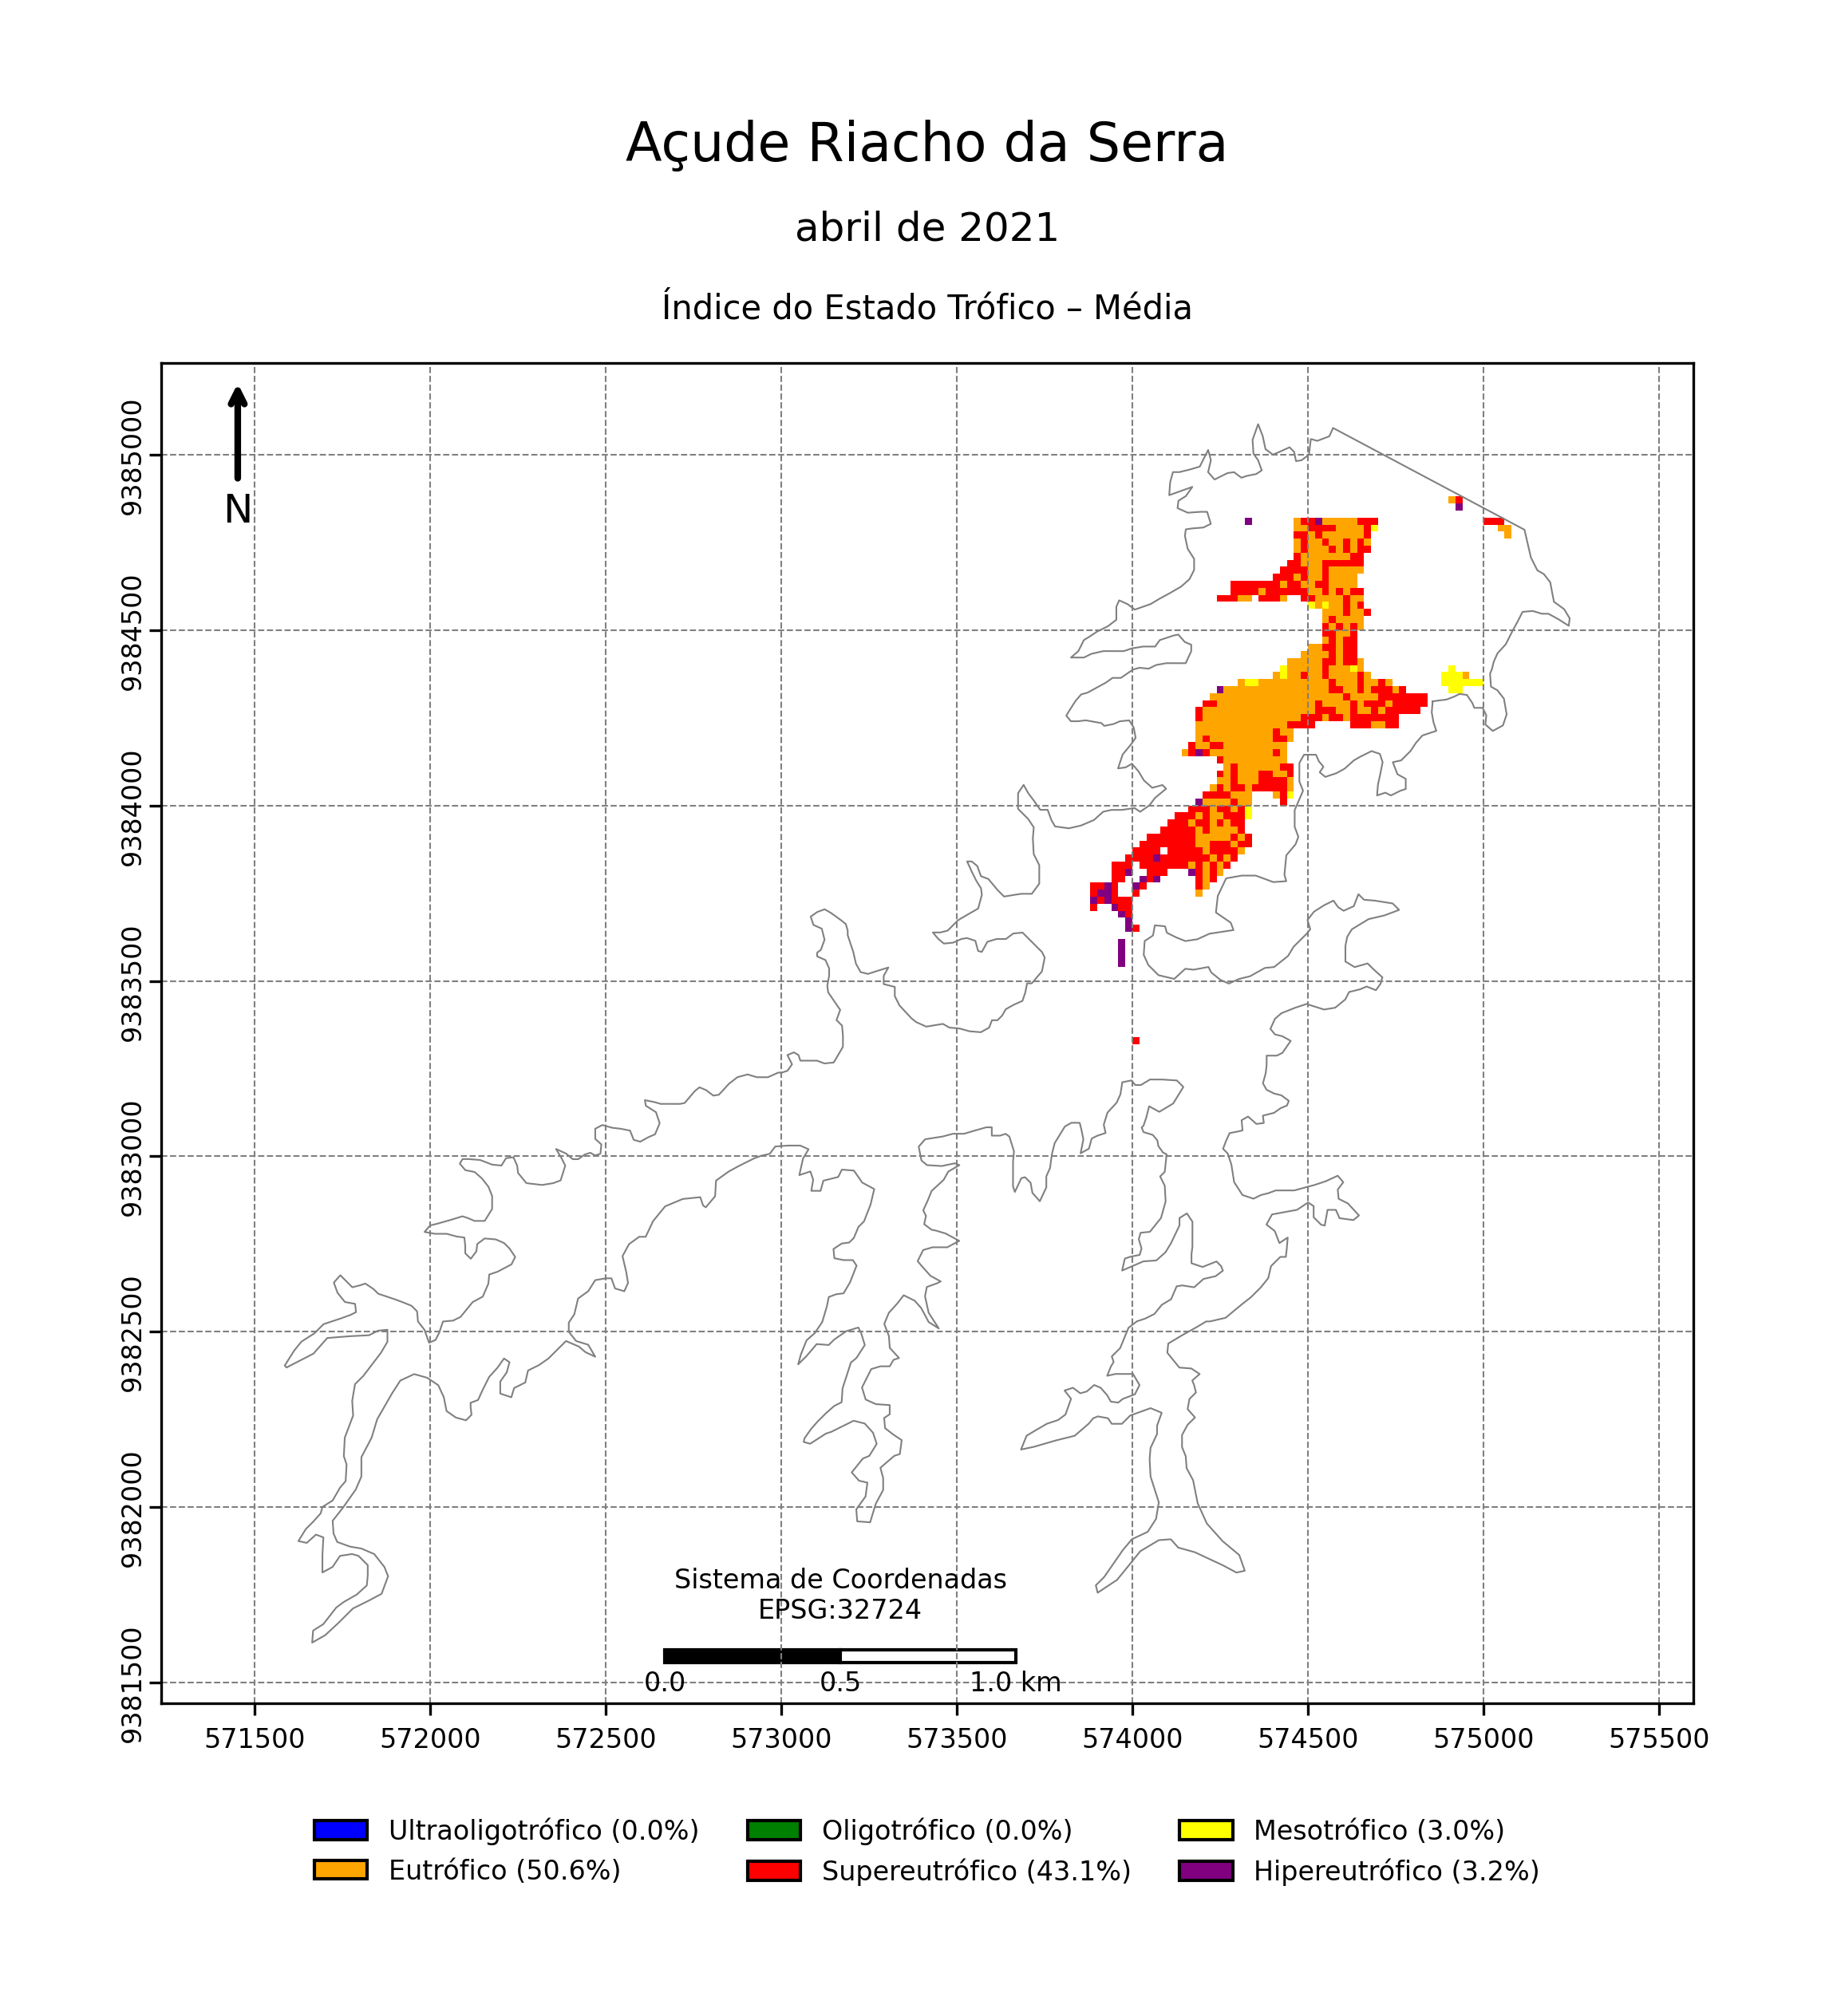 Açude Riacho da Serra
abril de 2021
Índice do Estado Trófico – Média
N
9385000
9384500
9384000
9383500
9383000
9382500
9382000
9381500
Sistema de Coordenadas
EPSG:32724
0.0 0.5 1.0 km
571500 572000 572500 573000 573500 574000 574500 575000 575500
Ultraoligotrófico (0.0%) Oligotrófico (0.0%) Mesotrófico (3.0%)
Eutrófico (50.6%) Supereutrófico (43.1%) Hipereutrófico (3.2%)